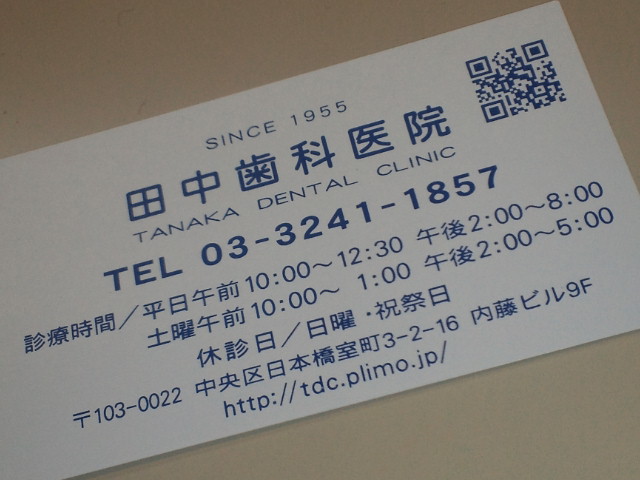 SINCE 1955
田中歯科医院
TANAKA DENTAL CLINIC
TEL 03-3241-1857
診療時間／平日午前10:00～12:30 午後2:00～8:00
土曜午前10:00～ 1:00 午後2:00～5:00
休診日／日曜・祝祭日
〒103-0022 中央区日本橋室町3-2-16 内藤ビル9F
http://tdc.plimo.jp/